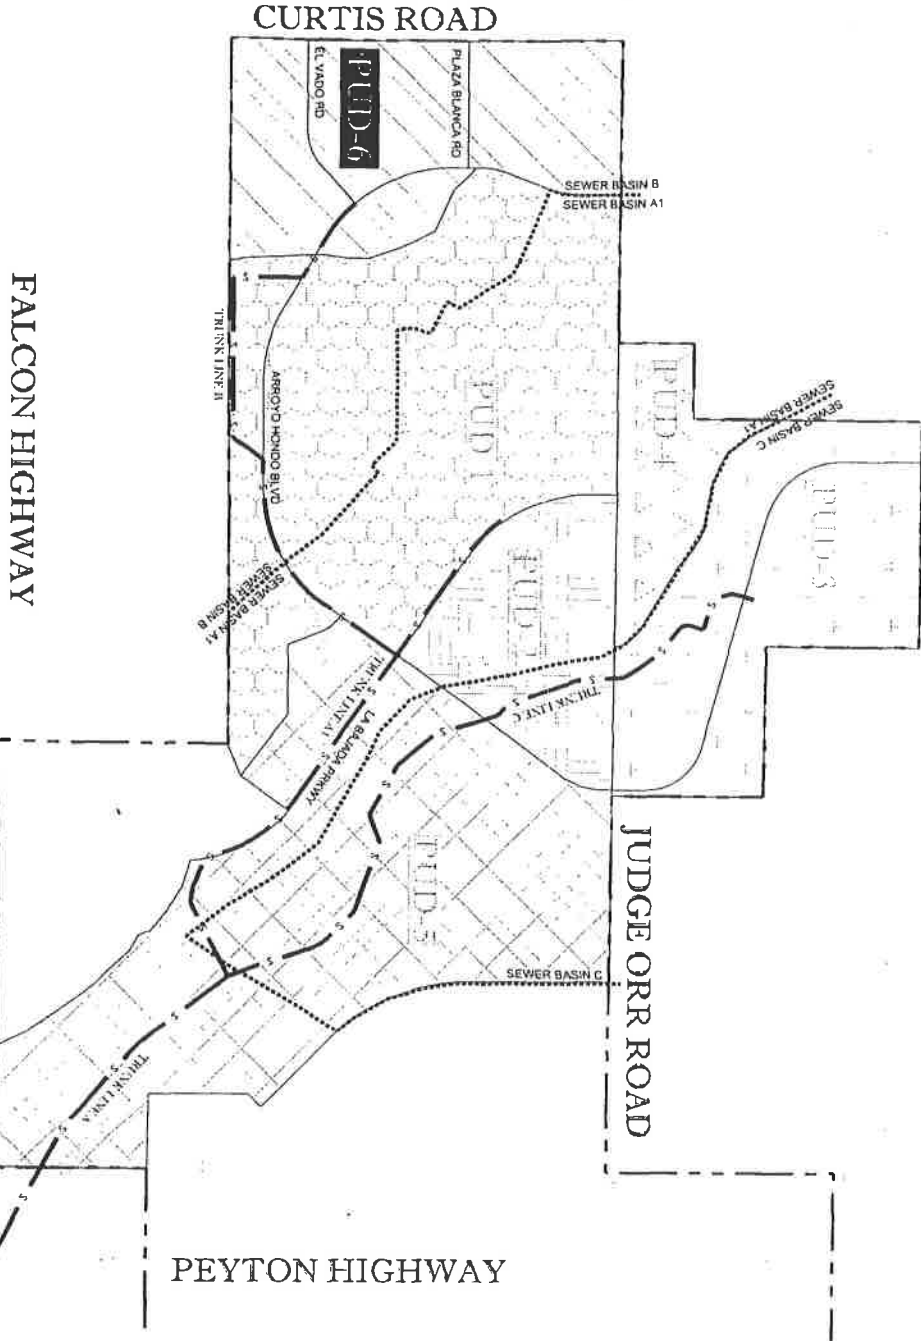 CURTIS ROAD
EL VADO RD
PUD-6
PLAZA BLANCA RD
SEWER BASIN B
SEWER BASIN A1
TRUNK LINE B
ARROYO HONDO BLVD
PUD 1
PUD-4
SEWER BASIN A1
SEWER BASIN C
PUD-3
FALCON HIGHWAY
SEWER BASIN A1
SEWER BASIN B
TRUNK LINE A1
LA BAJADA PRKWY
TRUNK LINE C
PUD-5
JUDGE ORR ROAD
SEWER BASIN C
TRUNK LINE A
PEYTON HIGHWAY